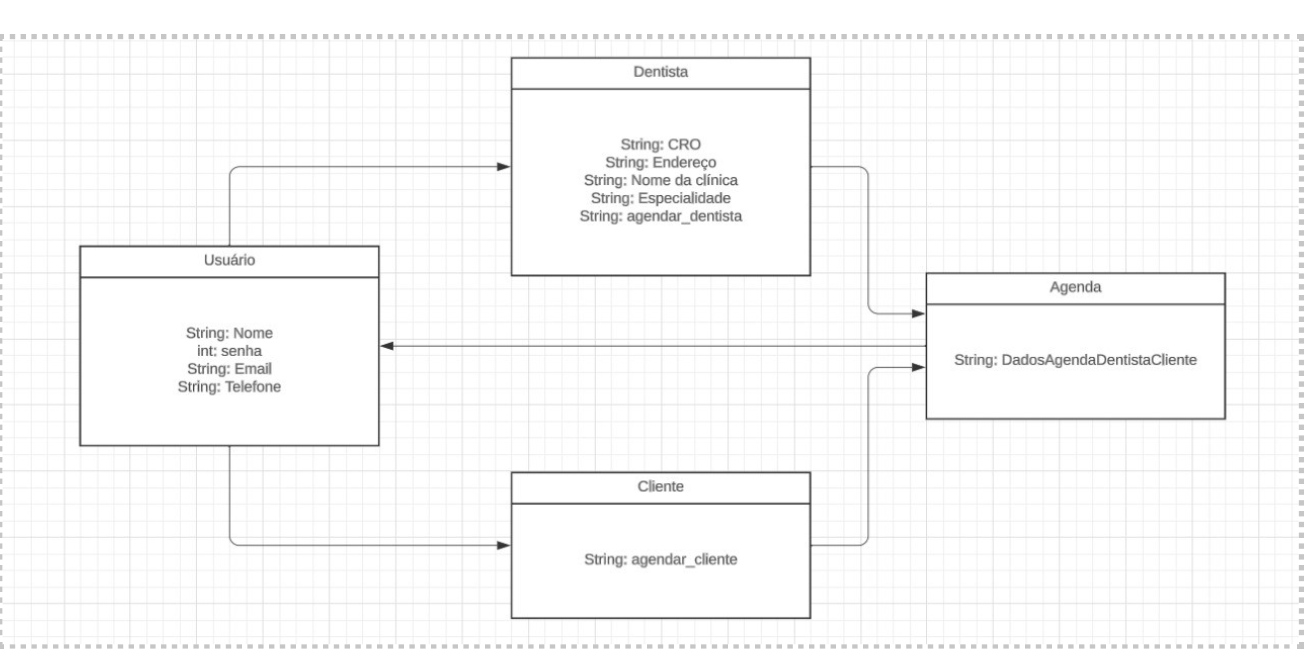 Dentista
String: CRO
String: Endereço
String: Nome da clínica
String: Especialidade
String: agendar_dentista
Usuário
String: Nome
int: senha
String: Email
String: Telefone
Agenda
String: DadosAgendaDentistaCliente
Cliente
String: agendar_cliente